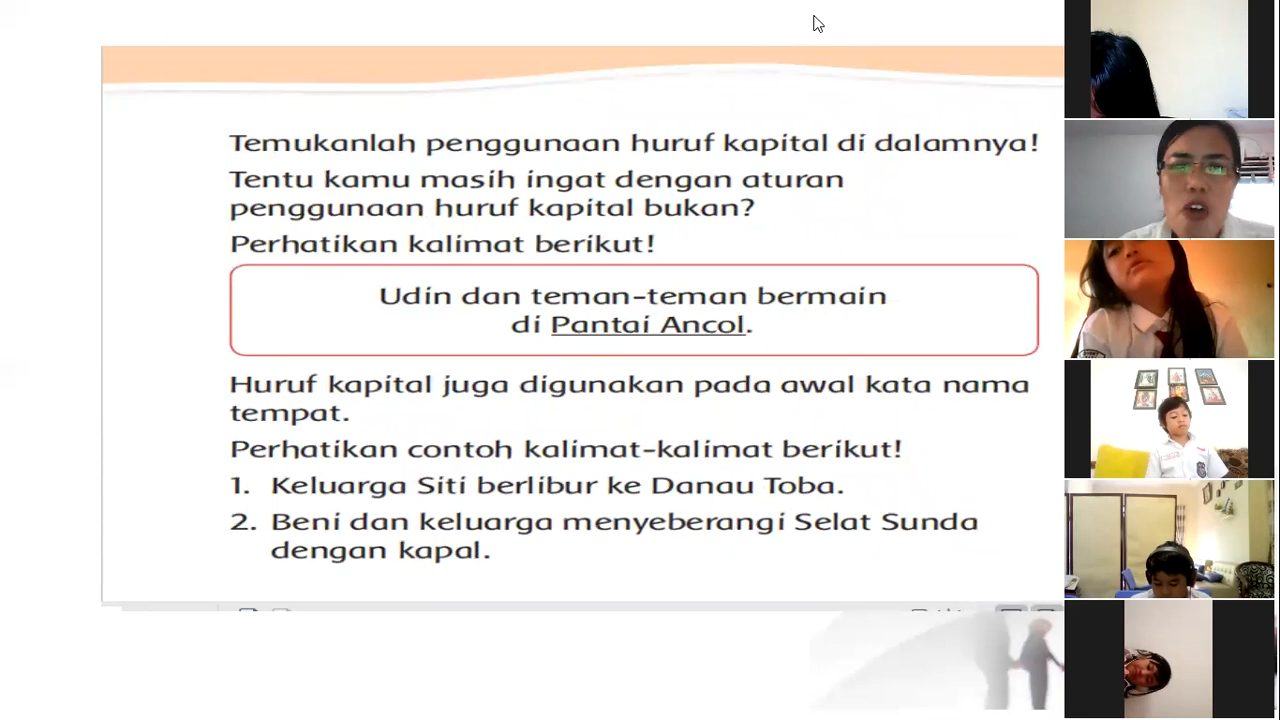 Temukanlah penggunaan huruf kapital di dalamnya!
Tentu kamu masih ingat dengan aturan
penggunaan huruf kapital bukan?
Perhatikan kalimat berikut!
Udin dan teman-teman bermain
di Pantai Ancol.
Huruf kapital juga digunakan pada awal kata nama
tempat.
Perhatikan contoh kalimat-kalimat berikut!
1. Keluarga Siti berlibur ke Danau Toba.
2. Beni dan keluarga menyeberangi Selat Sunda
dengan kapal.